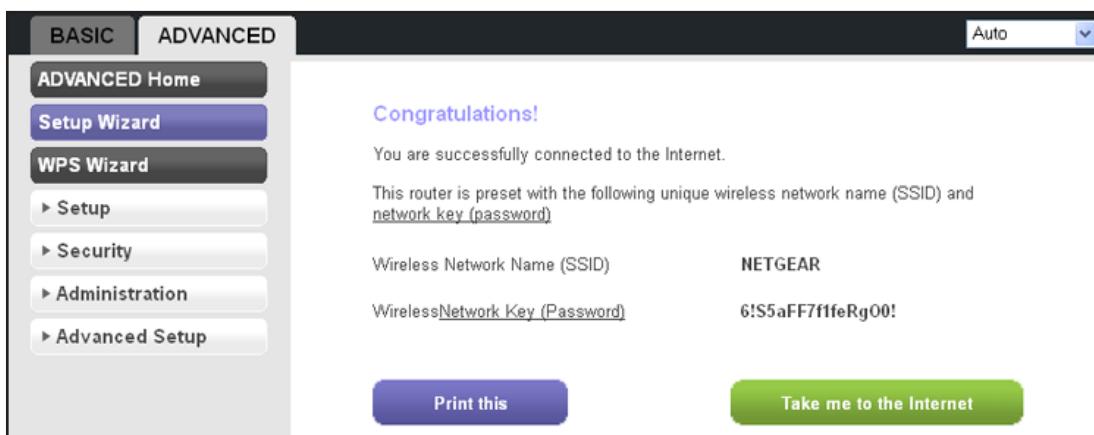 BASIC ADVANCED Auto
ADVANCED Home
Setup Wizard
WPS Wizard
Setup
Security
Administration
Advanced Setup
Congratulations!
You are successfully connected to the Internet.
This router is preset with the following unique wireless network name (SSID) and
network key (password)
Wireless Network Name (SSID) NETGEAR
WirelessNetwork Key (Password) 6!S5aFF7f1feRgO0!
Print this Take me to the Internet